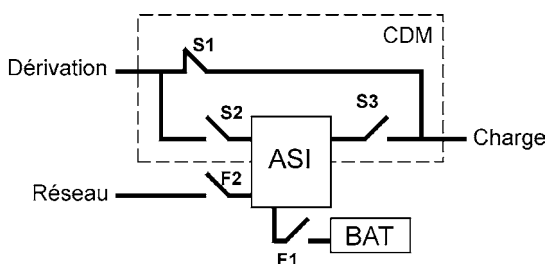 CDM
S1
Dérivation
S2
S3
ASI
Charge
F2
Réseau
F1
BAT